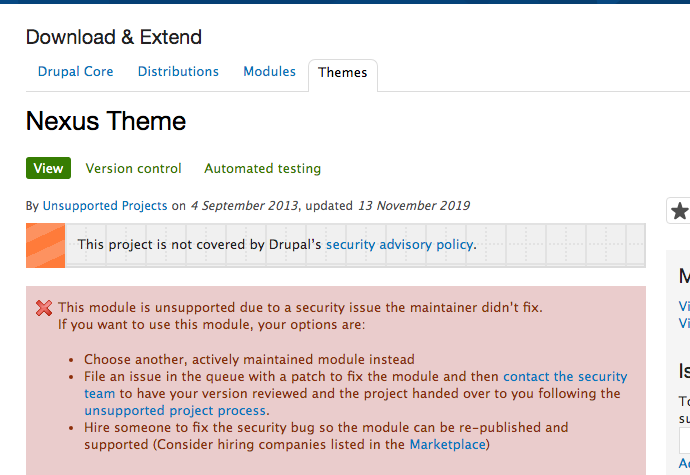 Download & Extend
Drupal Core Distributions Modules Themes
Nexus Theme
View Version control Automated testing
By Unsupported Projects on 4 September 2013, updated 13 November 2019
This project is not covered by Drupal's security advisory policy.
This module is unsupported due to a security issue the maintainer didn't fix.
If you want to use this module, your options are:
• Choose another, actively maintained module instead
• File an issue in the queue with a patch to fix the module and then contact the security
team to have your version reviewed and the project handed over to you following the
unsupported project process.
• Hire someone to fix the security bug so the module can be re-published and
supported (Consider hiring companies listed in the Marketplace)